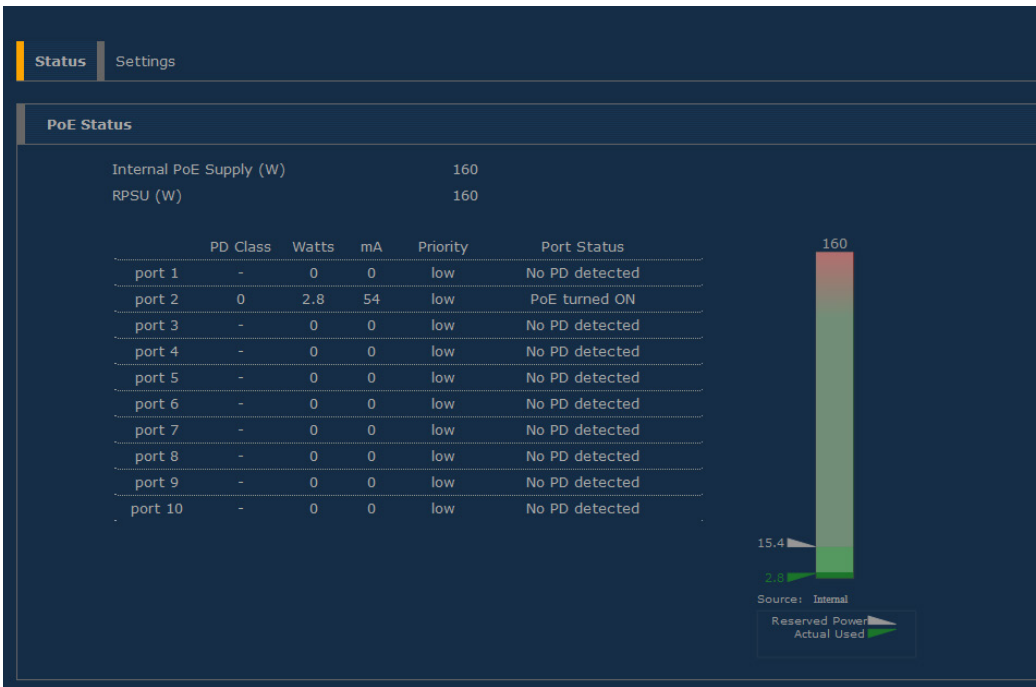 Status Settings
PoE Status
Internal PoE Supply (W) 160
RPSU (W) 160
PD Class Watts mA Priority Port Status
port 1 - 0 0 low No PD detected
port 2 0 2.8 54 low PoE turned ON
port 3 - 0 0 low No PD detected
port 4 - 0 0 low No PD detected
port 5 - 0 0 low No PD detected
port 6 - 0 0 low No PD detected
port 7 - 0 0 low No PD detected
port 8 - 0 0 low No PD detected
port 9 - 0 0 low No PD detected
port 10 - 0 0 low No PD detected
160
15.4
2.8
Source: Internal
Reserved Power
Actual Used